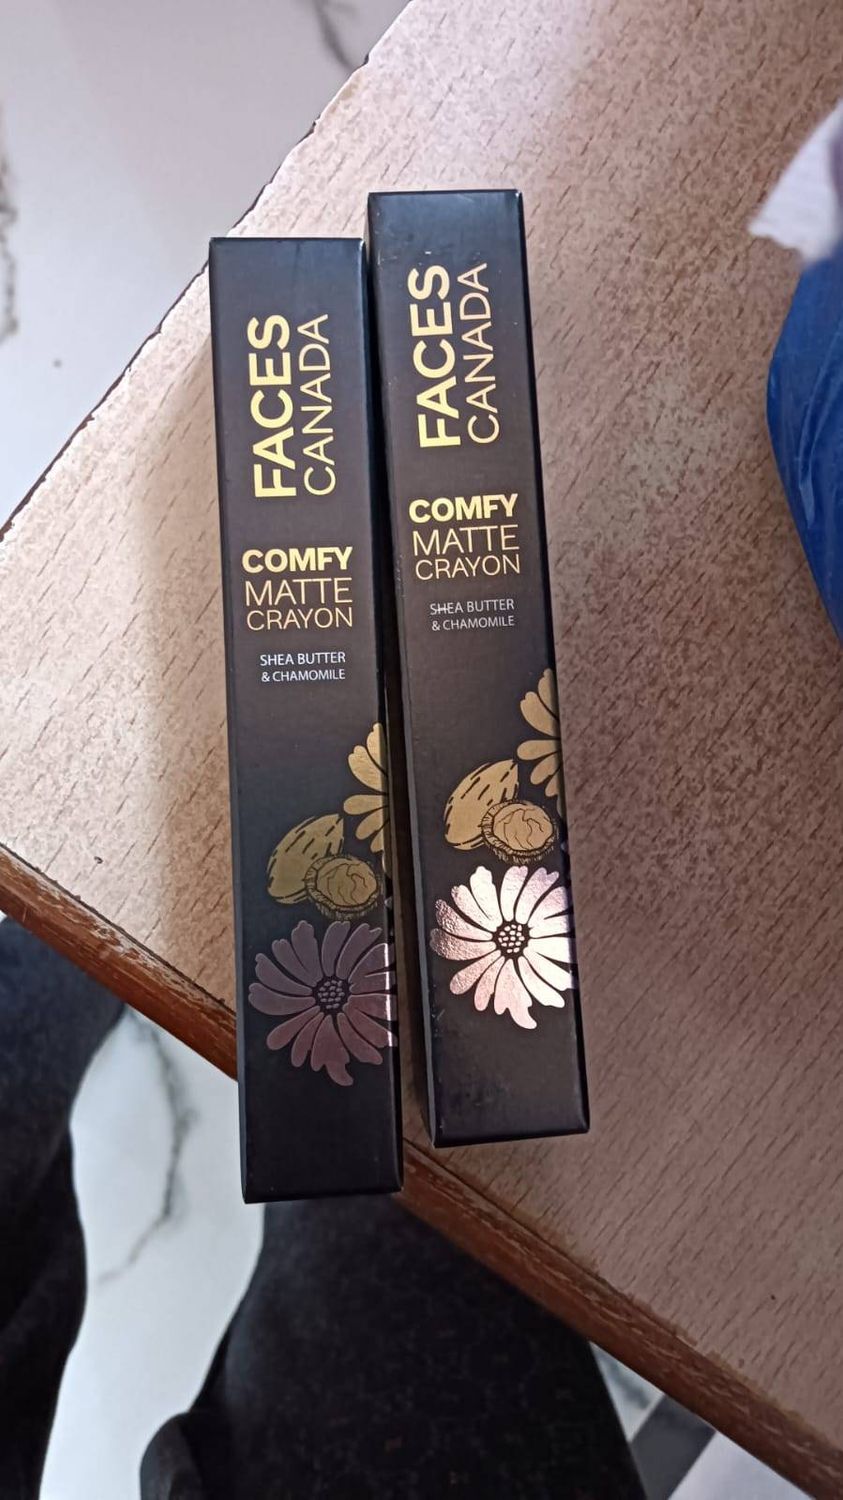 FACES
CANADA
COMFY
MATTE
CRAYON
SHEA BUTTER
& CHAMOMILE
FACES
CANADA
COMFY
MATTE
CRAYON
SHEA BUTTER
& CHAMOMILE